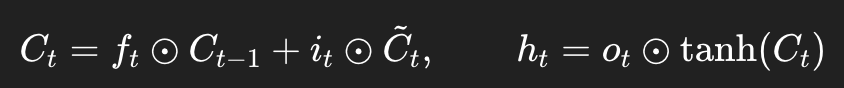 C_t = f_t ⊙ C_{t−1} + i_t ⊙ C̃_t, h_t = o_t ⊙ tanh(C_t)